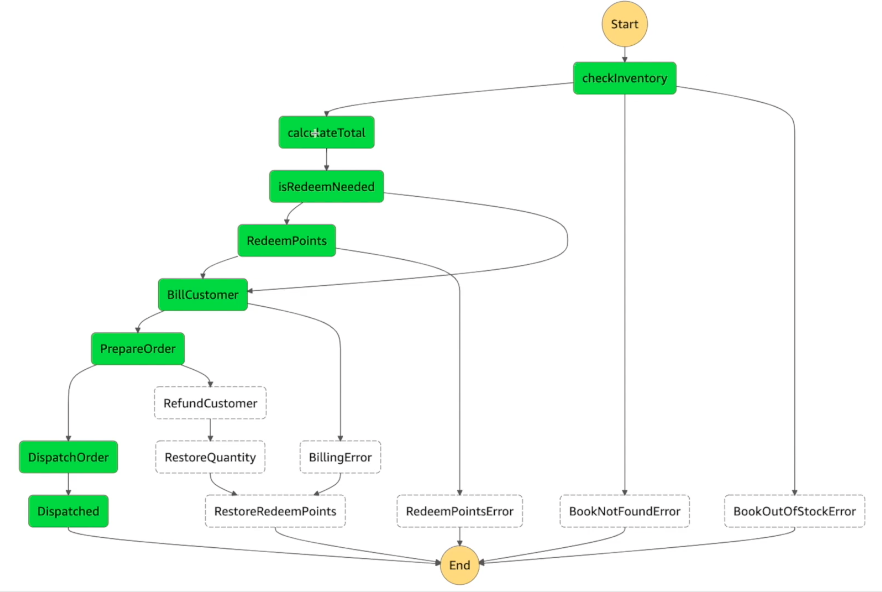 Start
checkInventory
calculateTotal
isRedeemNeeded
RedeemPoints
BillCustomer
PrepareOrder
RefundCustomer
DispatchOrder
RestoreQuantity
BillingError
Dispatched
RestoreRedeemPoints
RedeemPointsError
BookNotFoundError
BookOutOfStockError
End